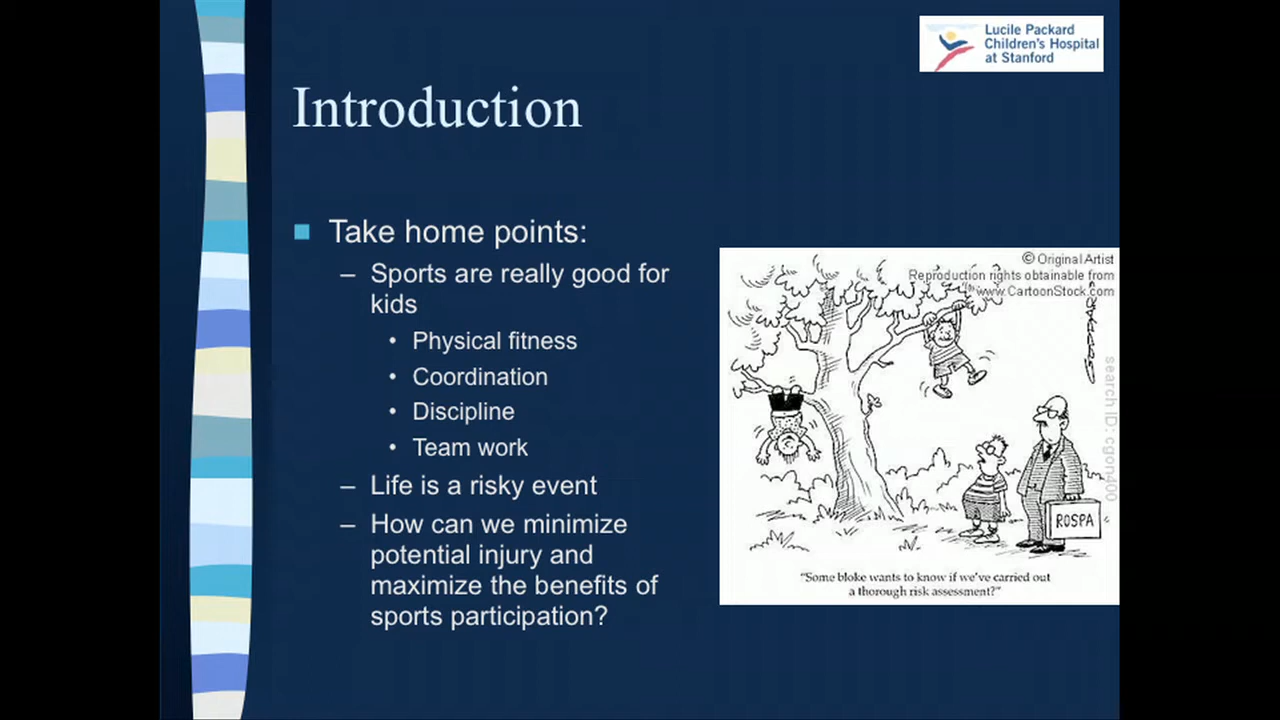 Lucile Packard
Children's Hospital
at Stanford
Introduction
Take home points:
– Sports are really good for
kids
• Physical fitness
• Coordination
• Discipline
• Team work
– Life is a risky event
– How can we minimize
potential injury and
maximize the benefits of
sports participation?
© Original Artist
Reproduction rights obtainable from
www.CartoonStock.com
search ID: cgon400
ROSPA
"Some bloke wants to know if we've carried out
a thorough risk assessment?"